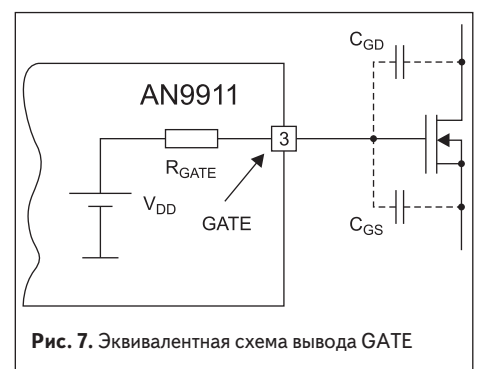 C_GD
AN9911
3
R_GATE
V_DD
GATE
C_GS
Рис. 7. Эквивалентная схема вывода GATE